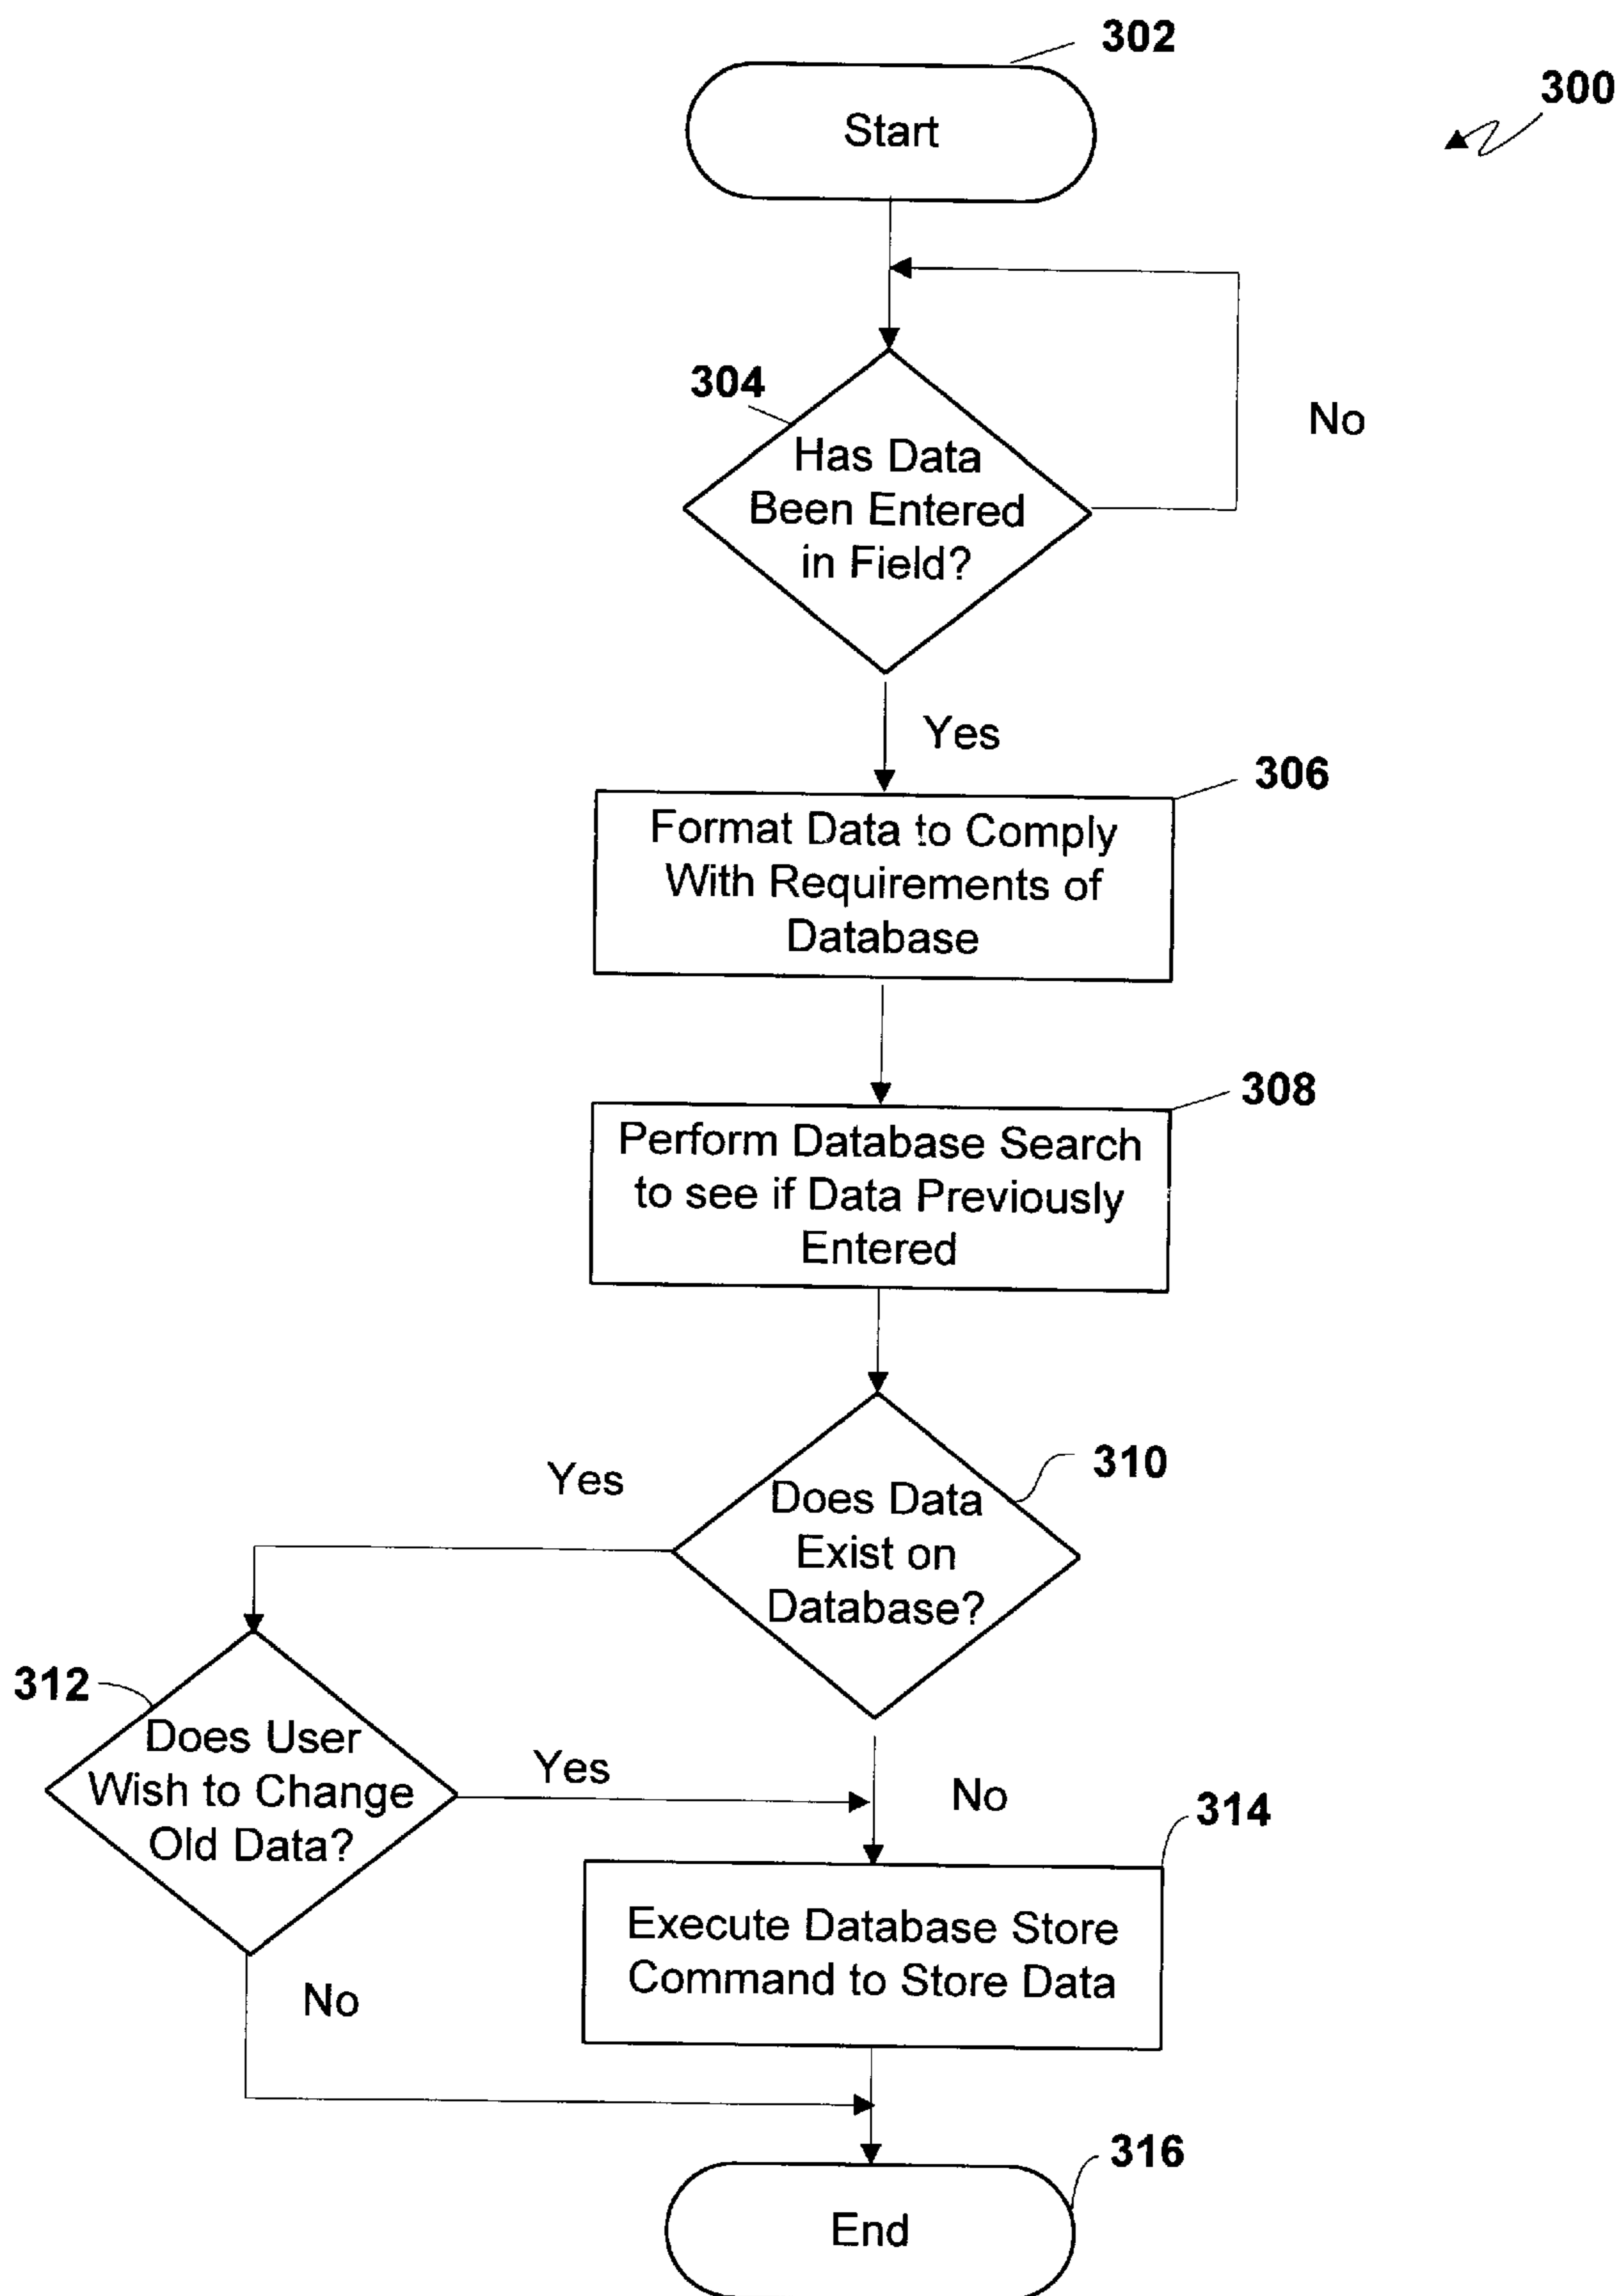 302
300
Start
304
No
Has Data
Been Entered
in Field?
Yes
306
Format Data to Comply
With Requirements of
Database
308
Perform Database Search
to see if Data Previously
Entered
310
Yes
Does Data
Exist on
Database?
312
Does User
Wish to Change
Old Data?
Yes
No
314
Execute Database Store
Command to Store Data
No
316
End